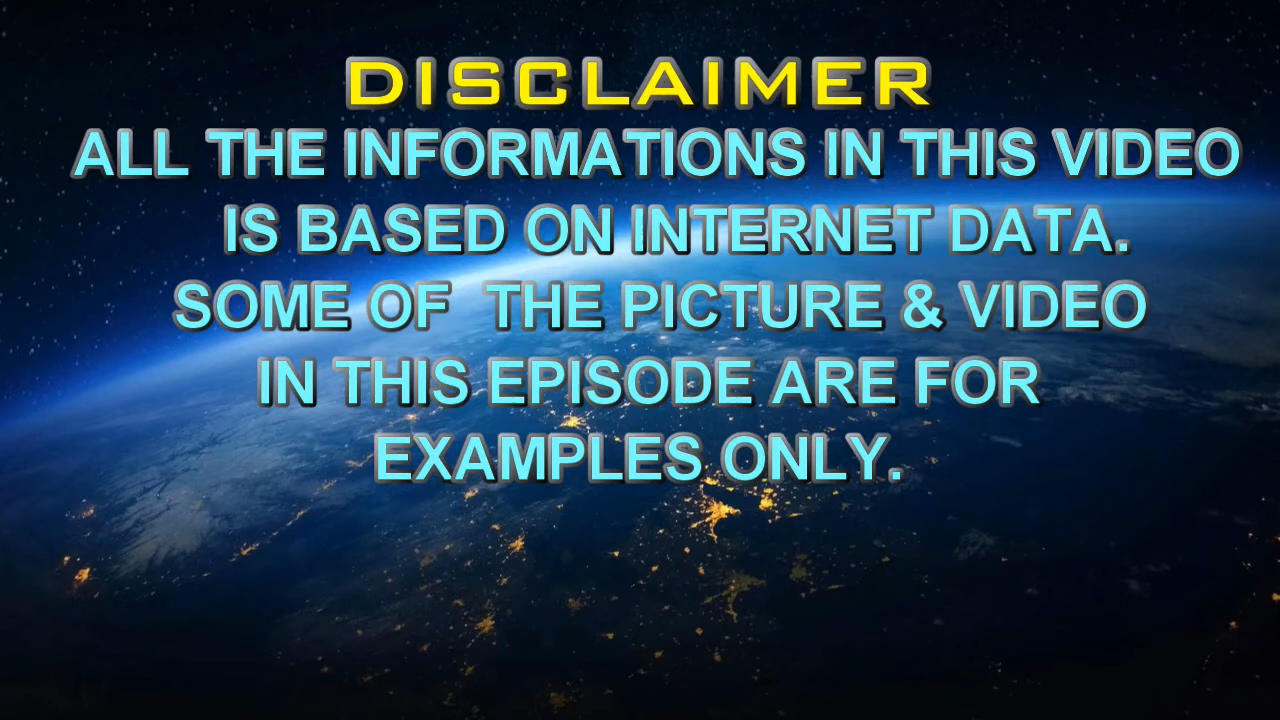 DISCLAIMER
ALL THE INFORMATIONS IN THIS VIDEO
IS BASED ON INTERNET DATA.
SOME OF THE PICTURE & VIDEO
IN THIS EPISODE ARE FOR
EXAMPLES ONLY.